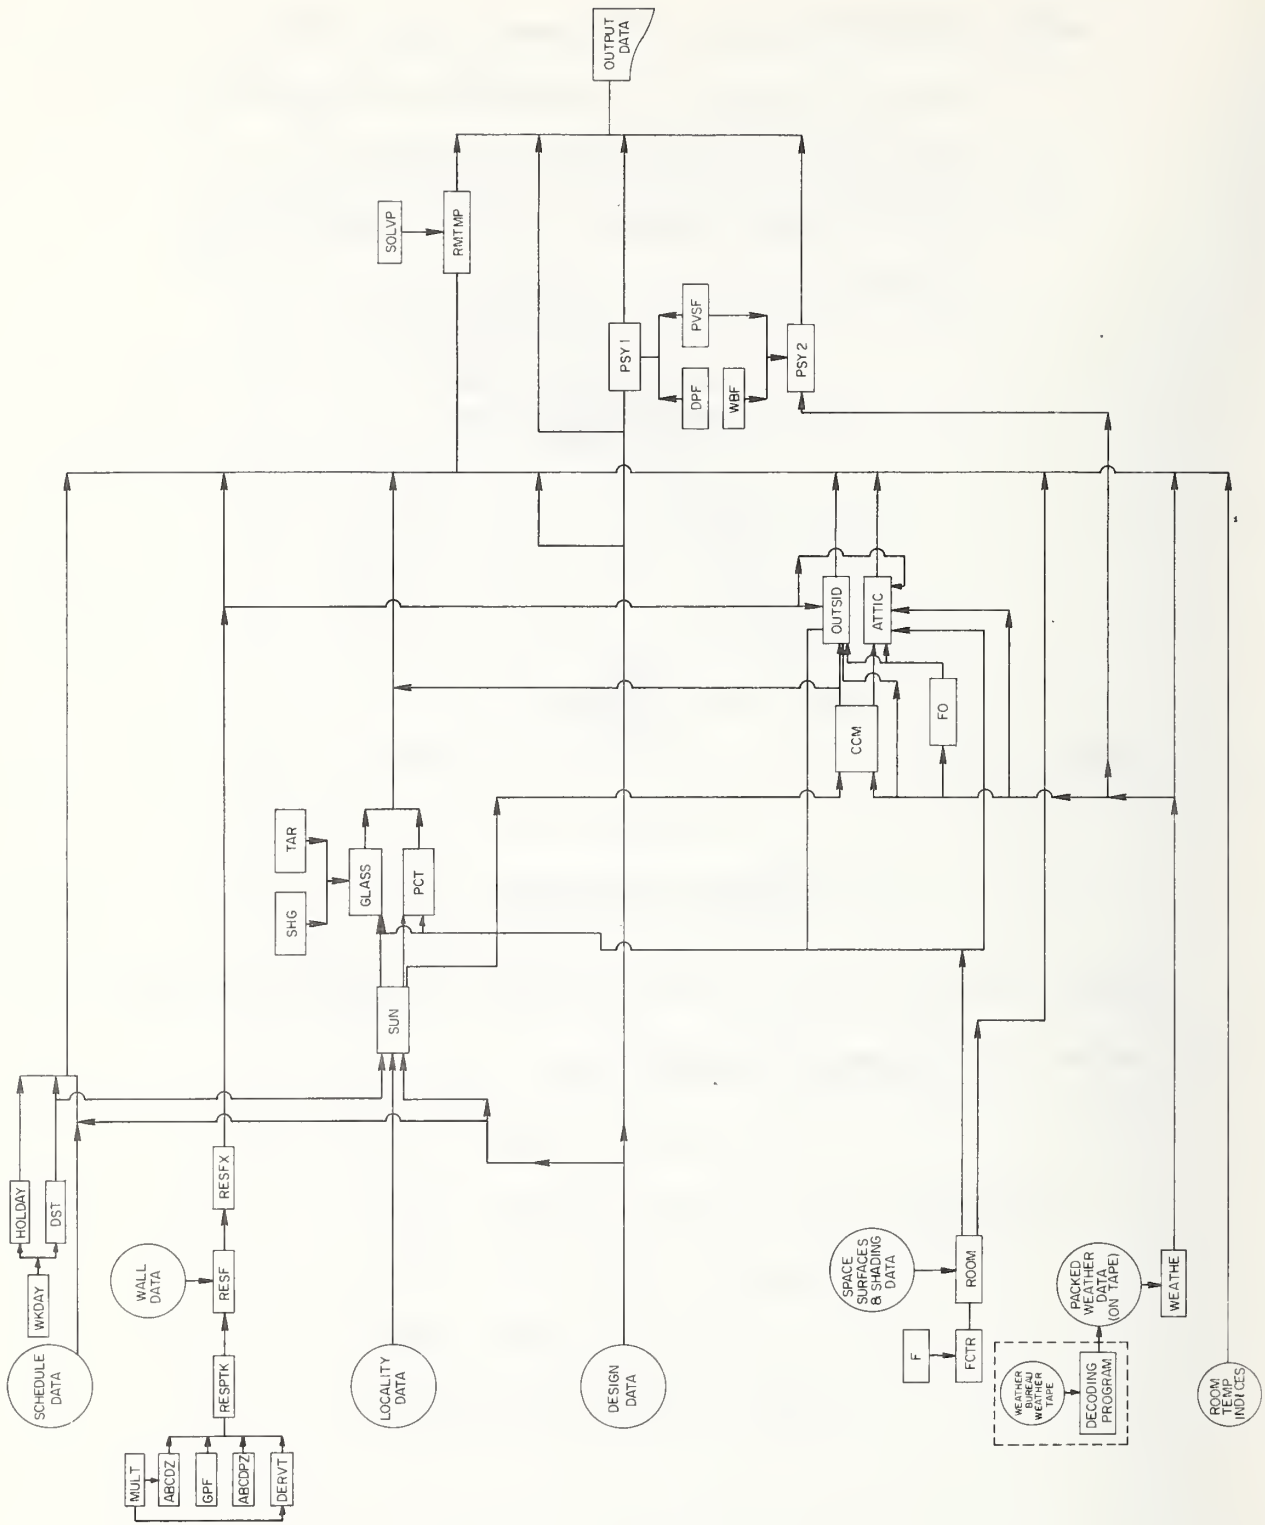 SCHEDULE
DATA
WKDAY
HOLDAY
DST
MULT
ABCDZ
GPF
ABCDPZ
DERVT
RESPTK
WALL
DATA
RESF
RESFX
LOCALITY
DATA
SUN
SHG
TAR
GLASS
PCT
DESIGN
DATA
SOLVP
RMTMP
PSY 1
DPF
PVSF
WBF
PSY 2
OUTPUT
DATA
SPACE
SURFACES
& SHADING
DATA
F
FCTR
ROOM
CCM
FO
OUTSID
ATTIC
WEATHER
BUREAU
WEATHER
TAPE
DECODING
PROGRAM
PACKED
WEATHER
DATA
(ON TAPE)
WEATHE
ROOM
TEMP
INDICES